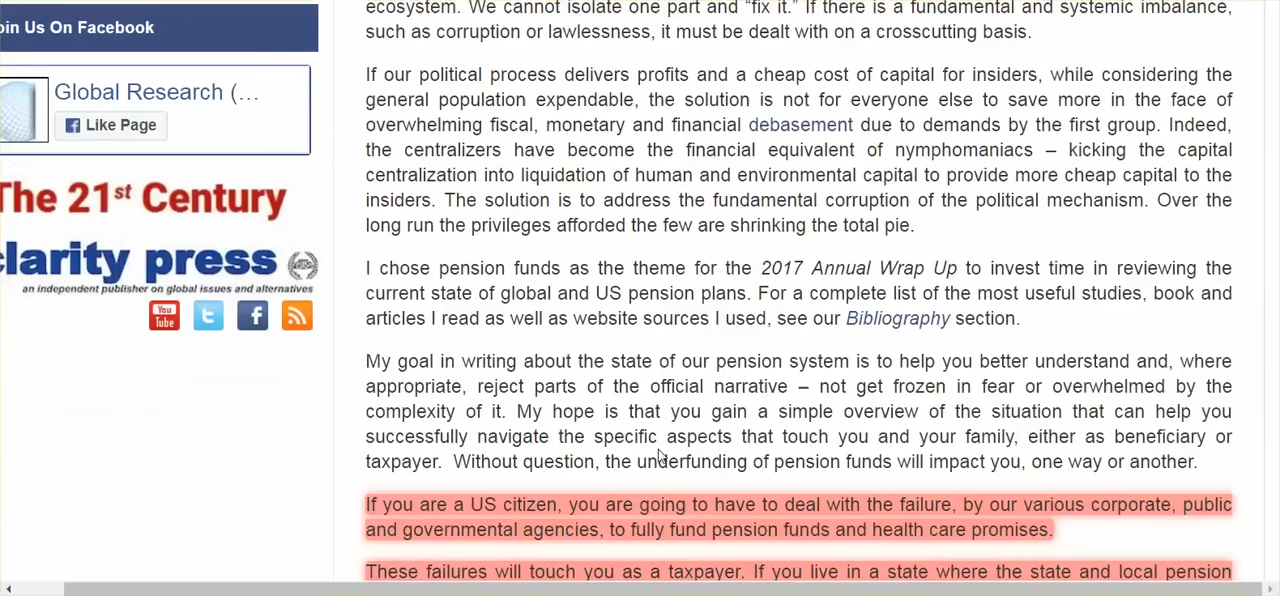 oin Us On Facebook
Global Research (…
Like Page
The 21st Century
clarity press
an independent publisher on global issues and alternatives
You
Tube
ecosystem. We cannot isolate one part and “fix it.” If there is a fundamental and systemic imbalance,
such as corruption or lawlessness, it must be dealt with on a crosscutting basis.
If our political process delivers profits and a cheap cost of capital for insiders, while considering the
general population expendable, the solution is not for everyone else to save more in the face of
overwhelming fiscal, monetary and financial debasement due to demands by the first group. Indeed,
the centralizers have become the financial equivalent of nymphomaniacs – kicking the capital
centralization into liquidation of human and environmental capital to provide more cheap capital to the
insiders. The solution is to address the fundamental corruption of the political mechanism. Over the
long run the privileges afforded the few are shrinking the total pie.
I chose pension funds as the theme for the 2017 Annual Wrap Up to invest time in reviewing the
current state of global and US pension plans. For a complete list of the most useful studies, book and
articles I read as well as website sources I used, see our Bibliography section.
My goal in writing about the state of our pension system is to help you better understand and, where
appropriate, reject parts of the official narrative – not get frozen in fear or overwhelmed by the
complexity of it. My hope is that you gain a simple overview of the situation that can help you
successfully navigate the specific aspects that touch you and your family, either as beneficiary or
taxpayer. Without question, the underfunding of pension funds will impact you, one way or another.
If you are a US citizen, you are going to have to deal with the failure, by our various corporate, public
and governmental agencies, to fully fund pension funds and health care promises.
These failures will touch you as a taxpayer. If you live in a state where the state and local pension